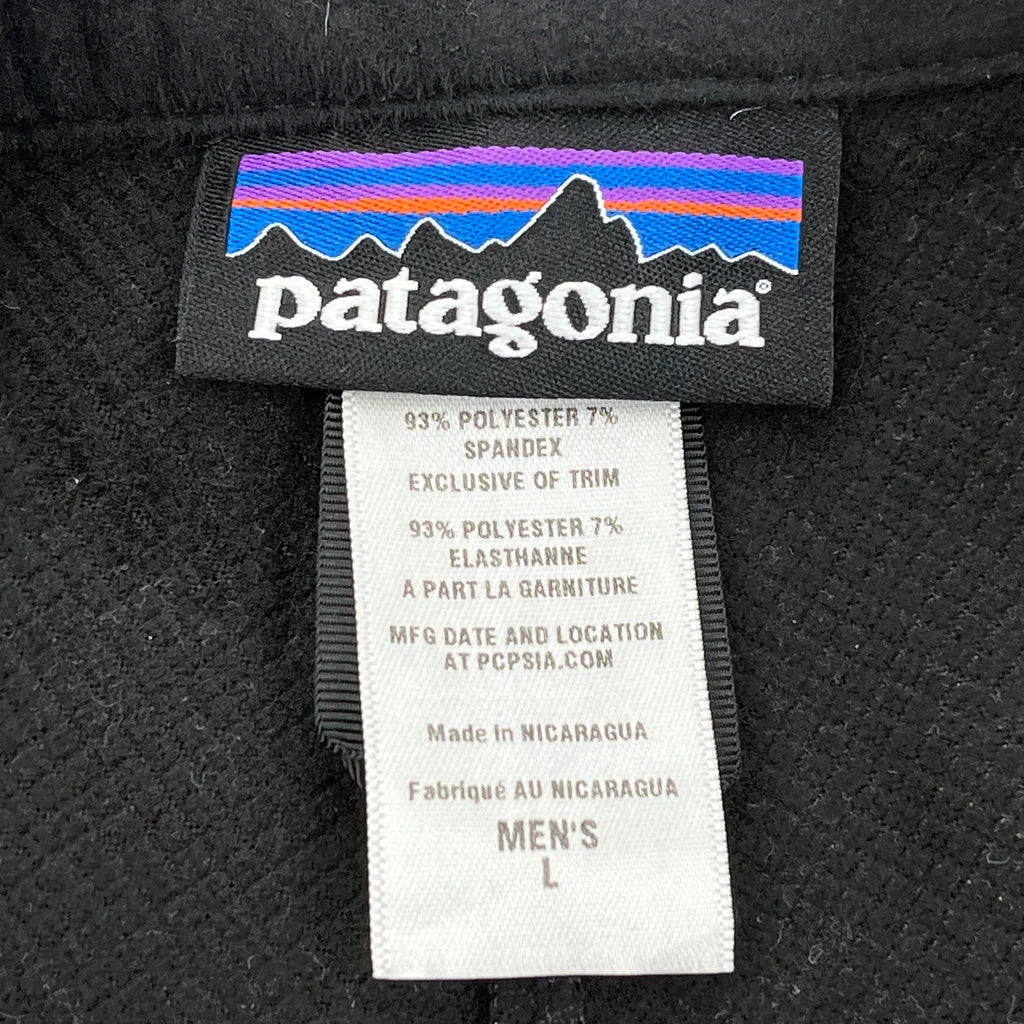 patagonia®
93% POLYESTER 7%
SPANDEX
EXCLUSIVE OF TRIM
93% POLYESTER 7%
ELASTHANNE
A PART LA GARNITURE
MFG DATE AND LOCATION
AT PCPSIA.COM
Made in NICARAGUA
Fabriqué AU NICARAGUA
MEN'S
L